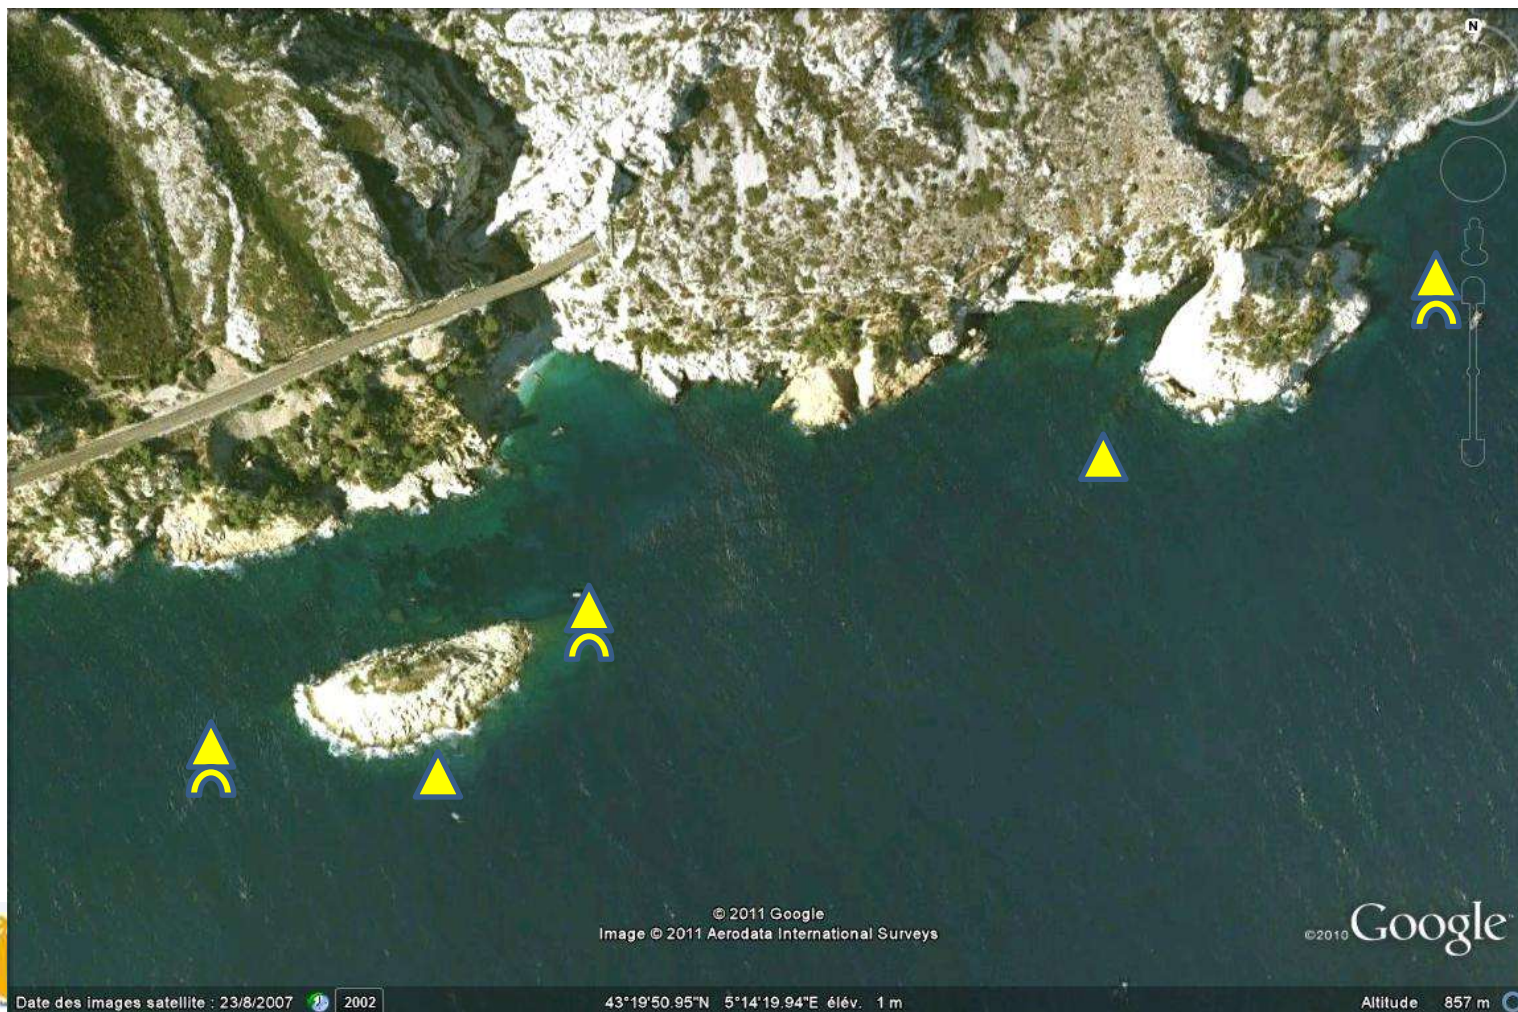 N
© 2011 Google
Image © 2011 Aerodata International Surveys
©2010 Google
Date des images satellite : 23/8/2007 2002 43°19'50.95"N 5°14'19.94"E élév. 1 m Altitude 857 m